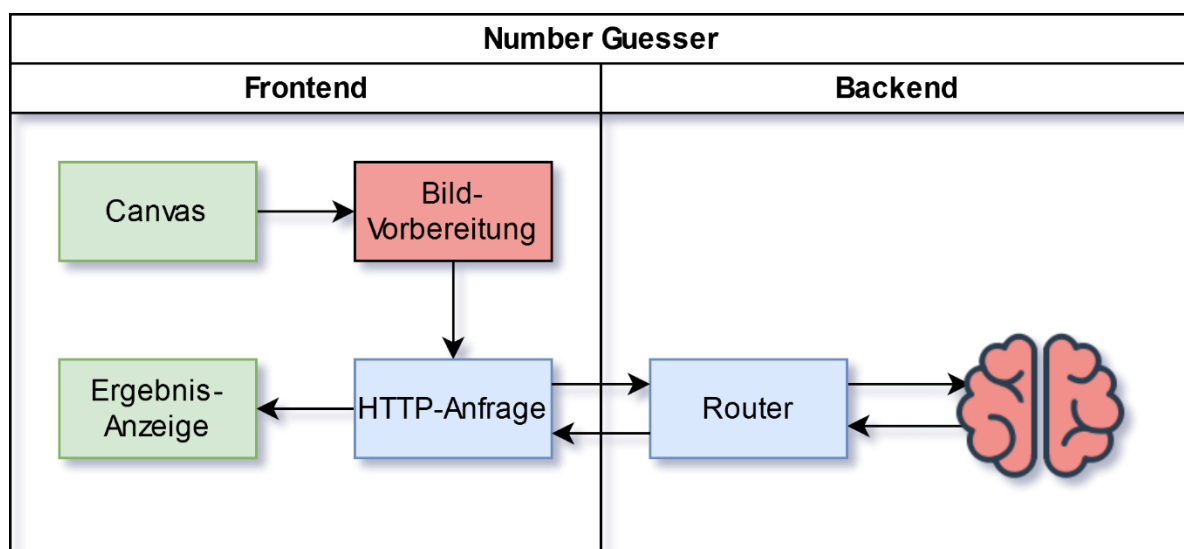 Number Guesser
Frontend
Backend
Canvas
Bild-
Vorbereitung
Ergebnis-
Anzeige
HTTP-Anfrage
Router